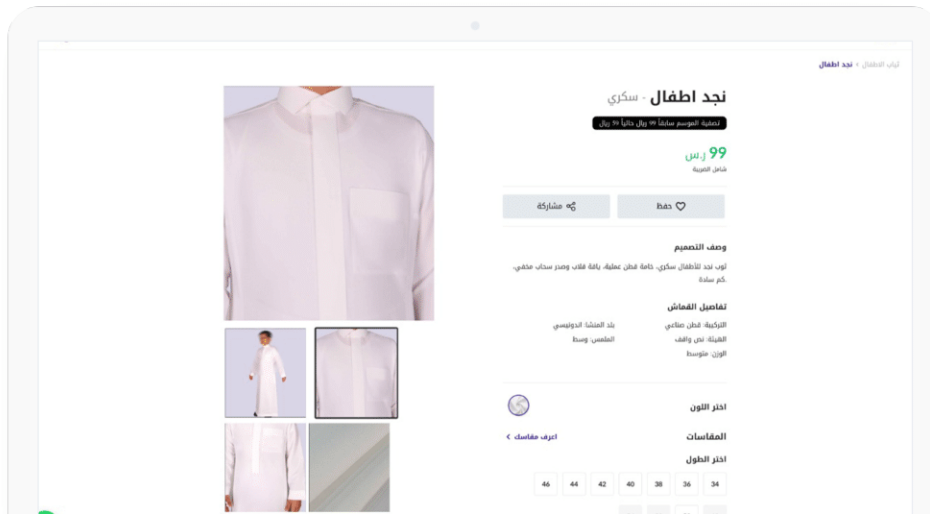 ثياب الاطفال > نجد اطفال
نجد اطفال - سكري
تصفية الموسم سابقاً 99 ريال حالياً 59 ريال
99 ر.س
شامل الضريبة
حفظ
مشاركة
وصف التصميم
ثوب نجد للأطفال سكري، خامة قطن عملية، ياقة قلاب وصدر سحاب مخفي،
كم سادة.
تفاصيل القماش
التركيبة: قطن صناعي
بلد المنشأ: اندونيسي
الهيئة: نص واقف
الملمس: وسط
الوزن: متوسط
اختر اللون
المقاسات
اعرف مقاسك >
اختر الطول
34 36 38 40 42 44 46